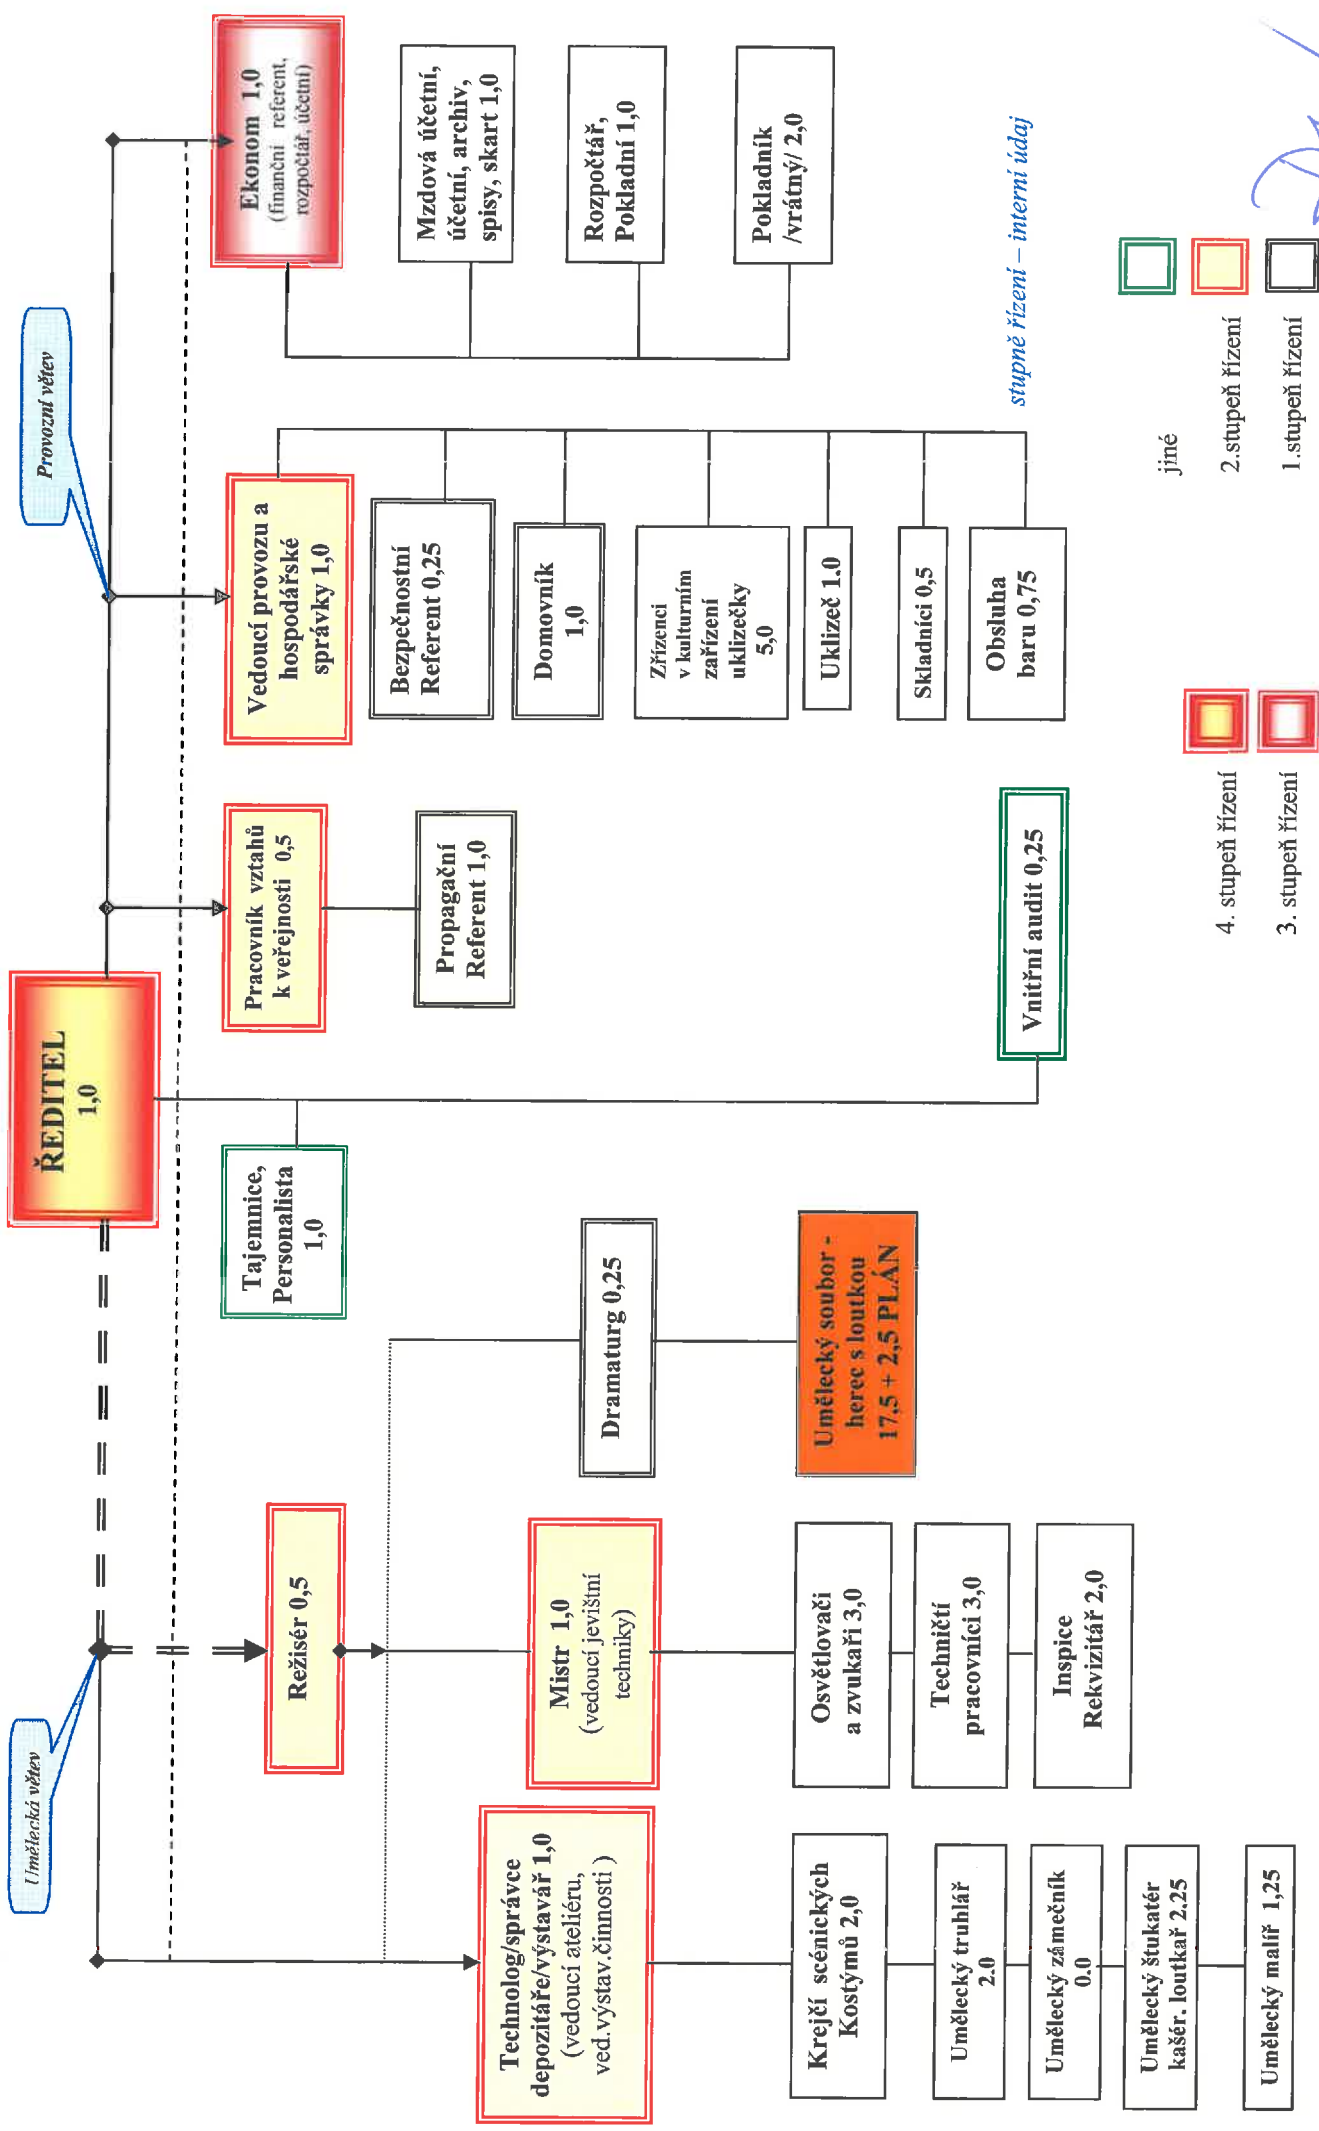 Umělecká větev
Provozní větev
ŘEDITEL
1,0
Tajemnice,
Personalista
1,0
Vnitřní audit 0,25
Režisér 0,5
Technolog/správce
depozitáře/výstavář 1,0
(vedoucí ateliéru,
ved.výstav.činnosti )
Krejčí scénických
Kostýmů 2,0
Umělecký truhlář
2.0
Umělecký zámečník
0.0
Umělecký štukatér
kašér. loutkař 2.25
Umělecký malíř 1,25
Mistr 1,0
(vedoucí jevištní
techniky)
Osvětlovači
a zvukaři 3,0
Techničtí
pracovníci 3,0
Inspice
Rekvizitář 2,0
Dramaturg 0,25
Umělecký soubor -
herec s loutkou
17,5 + 2,5 PLÁN
Pracovník vztahů
k veřejnosti 0,5
Propagační
Referent 1,0
Vedoucí provozu a
hospodářské
správky 1,0
Bezpečnostní
Referent 0,25
Domovník
1,0
Zřízenci
v kulturním
zařízení
uklizečky
5,0
Uklizeč 1.0
Skladníci 0,5
Obsluha
baru 0,75
Ekonom 1,0
(finanční referent,
rozpočtář, účetní)
Mzdová účetní,
účetní, archiv,
spisy, skart 1,0
Rozpočtář,
Pokladní 1,0
Pokladník
/vrátný/ 2,0
stupně řízení – interní údaj
jiné
4. stupeň řízení
2.stupeň řízení
3. stupeň řízení
1.stupeň řízení